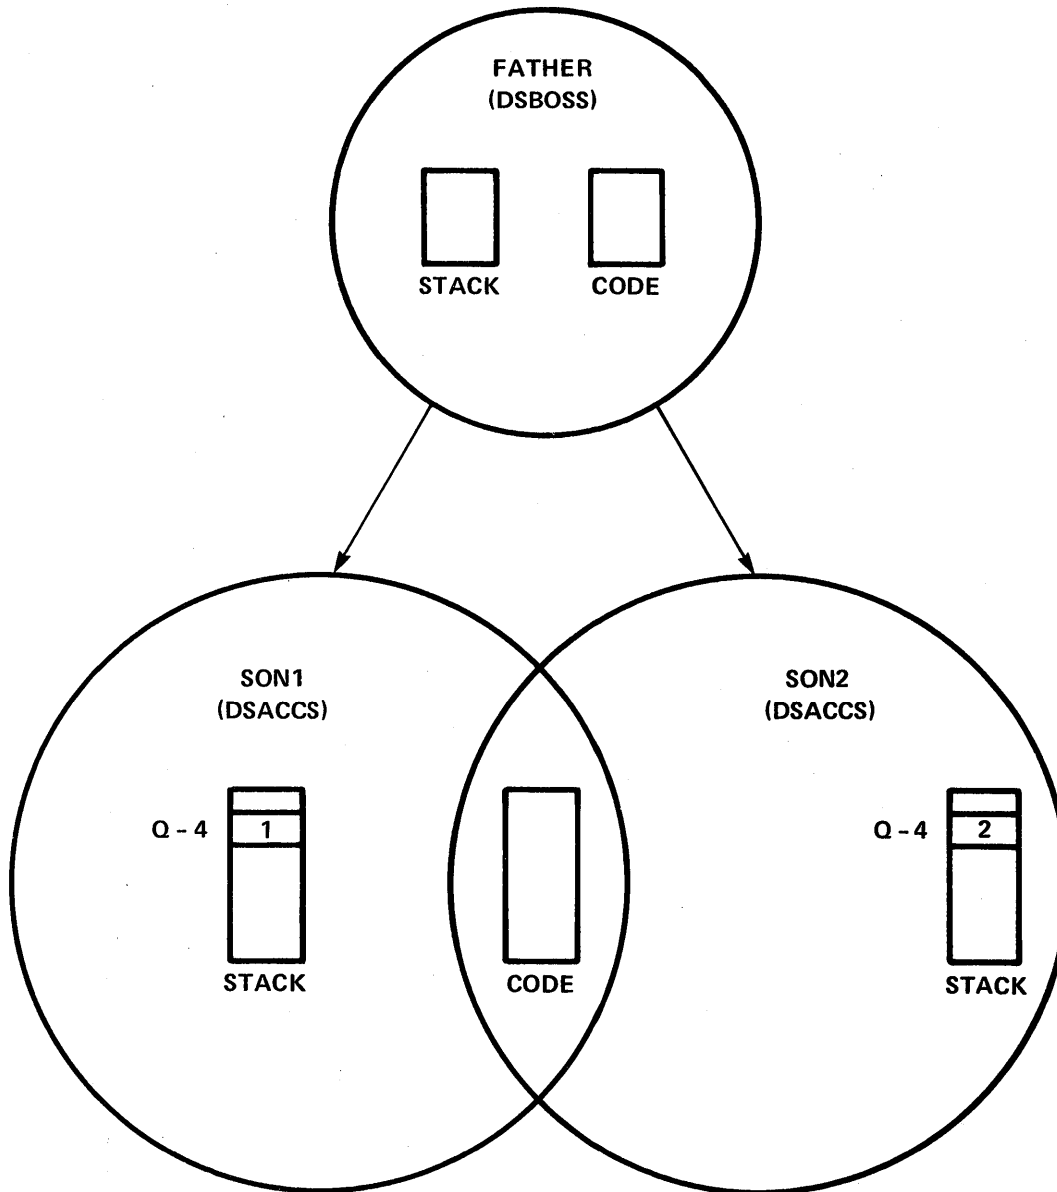 FATHER
(DSBOSS)
STACK CODE
SON1
(DSACCS)
SON2
(DSACCS)
Q-4 1
Q-4 2
STACK CODE STACK